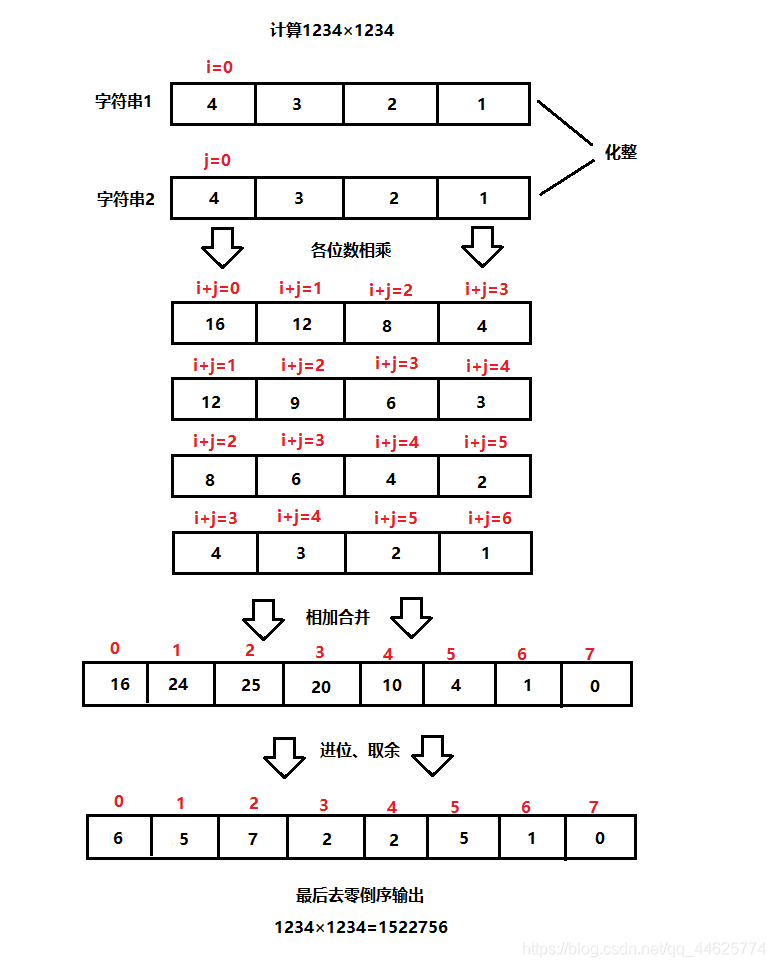 计算1234×1234
i=0
字符串1 4 3 2 1
化整
j=0
字符串2 4 3 2 1
各位数相乘
i+j=0 i+j=1 i+j=2 i+j=3
16 12 8 4
i+j=1 i+j=2 i+j=3 i+j=4
12 9 6 3
i+j=2 i+j=3 i+j=4 i+j=5
8 6 4 2
i+j=3 i+j=4 i+j=5 i+j=6
4 3 2 1
相加合并
0 1 2 3 4 5 6 7
16 24 25 20 10 4 1 0
进位、取余
0 1 2 3 4 5 6 7
6 5 7 2 2 5 1 0
最后去零倒序输出
1234×1234=1522756
https://blog.csdn.net/qq_44625774